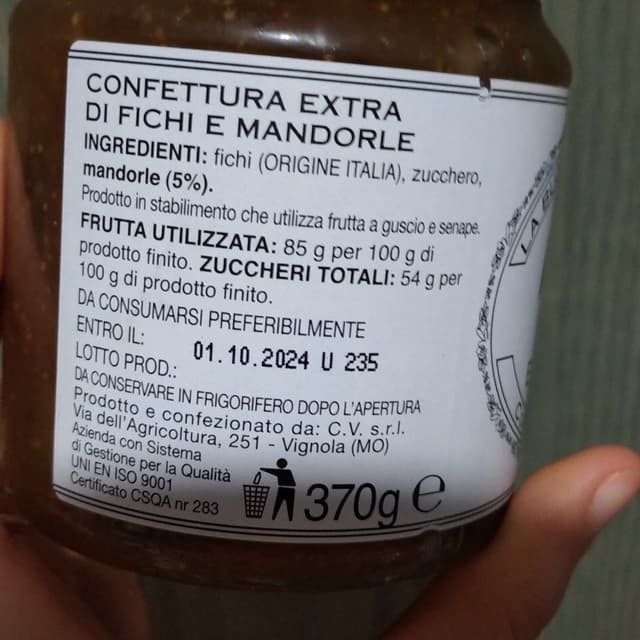 CONFETTURA EXTRA
DI FICHI E MANDORLE
INGREDIENTI: fichi (ORIGINE ITALIA), zucchero,
mandorle (5%).
Prodotto in stabilimento che utilizza frutta a guscio e senape.
FRUTTA UTILIZZATA: 85 g per 100 g di
prodotto finito. ZUCCHERI TOTALI: 54 g per
100 g di prodotto finito.
DA CONSUMARSI PREFERIBILMENTE
ENTRO IL:
01.10.2024 U 235
LOTTO PROD.:
DA CONSERVARE IN FRIGORIFERO DOPO L'APERTURA
Prodotto e confezionato da: C.V. s.r.l.
Via dell'Agricoltura, 251 - Vignola (MO)
Azienda con Sistema
di Gestione per la Qualità
UNI EN ISO 9001
Certificato CSQA nr 283
370g e
LA